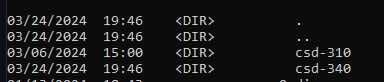 03/24/2024  19:46    <DIR>          .
03/24/2024  19:46    <DIR>          ..
03/06/2024  15:00    <DIR>          csd-310
03/24/2024  19:46    <DIR>          csd-340